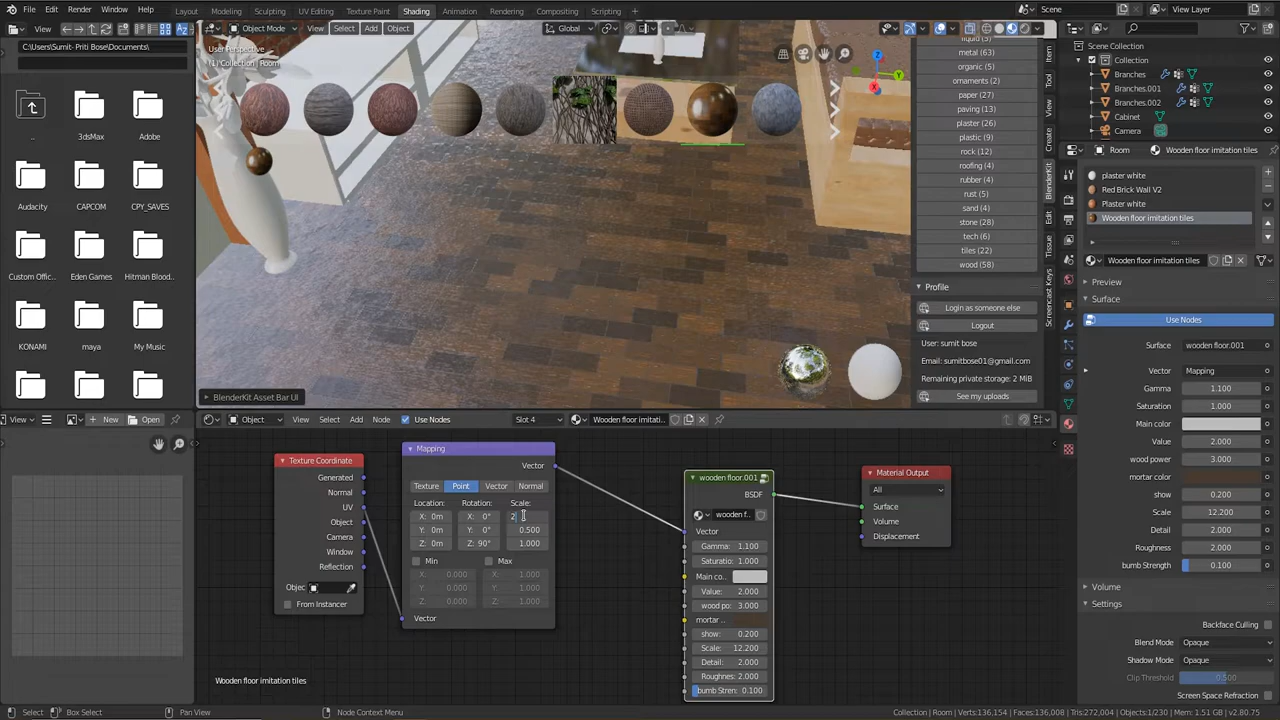 File Edit Render Window Help Layout Modeling Sculpting UV Editing Texture Paint Shading Animation Rendering Compositing Scripting + Scene View Layer
View Object Mode View Select Add Object Global
C:\Users\Sumit-Priti Bose\Documents\
User Perspective
(1) Collection | Room
..
3dsMax
Adobe
Audacity
CAPCOM
CPY_SAVES
Custom Offic..
Eden Games
Hitman Blood..
KONAMI
maya
My Music
Z
Y
X
metal (63)
organic (5)
ornaments (2)
paper (27)
paving (13)
plaster (26)
plastic (9)
rock (12)
roofing (4)
rubber (4)
rust (5)
sand (4)
stone (28)
tech (6)
tiles (22)
wood (58)
Profile
Login as someone else
Logout
User: sumit bose
Email: sumitbose01@gmail.com
Remaining private storage: 2 MiB
See my uploads
BlenderKit Asset Bar UI
Item
Tool
View
Create
BlenderKit
Edit
Tissue
Screencast Keys
Scene Collection
Collection
Branches
Branches.001
Branches.002
Cabinet
Camera
Room Wooden floor imitation tiles
plaster white
Red Brick Wall V2
Plaster white
Wooden floor imitation tiles
Wooden floor imitation tiles
Preview
Surface
Use Nodes
Surface wooden floor.001
Vector Mapping
Gamma 1.100
Saturation 1.000
Main color
Value 2.000
wood power 3.000
mortar color
show 0.200
Scale 12.200
Detail 2.000
Roughness 2.000
bumb Strength 0.100
Volume
Settings
Backface Culling
Blend Mode Opaque
Shadow Mode Opaque
Clip Threshold 0.500
Screen Space Refraction
View New Open
Object View Select Add Node Use Nodes Slot 4 Wooden floor imitati..
Texture Coordinate
Generated
Normal
UV
Object
Camera
Window
Reflection
Objec
From Instancer
Mapping
Vector
Texture Point Vector Normal
Location: Rotation: Scale:
X: 0m X: 0° 2
Y: 0m Y: 0° 0.500
Z: 0m Z: 90° 1.000
Min Max
X: 0.000 X: 1.000
Y: 0.000 Y: 1.000
Z: 0.000 Z: 1.000
Vector
wooden floor.001
BSDF
wooden f..
Vector
Gamma: 1.100
Saturatio: 1.000
Main co..
Value: 2.000
wood po: 3.000
mortar ..
show: 0.200
Scale: 12.200
Detail: 2.000
Roughnes: 2.000
bumb Stren: 0.100
Material Output
All
Surface
Volume
Displacement
Wooden floor imitation tiles
Select Box Select Pan View Node Context Menu Collection | Room | Verts:136,154 | Faces:136,008 | Tris:272,004 | Objects:1/230 | Mem: 1.51 GB | v2.80.75